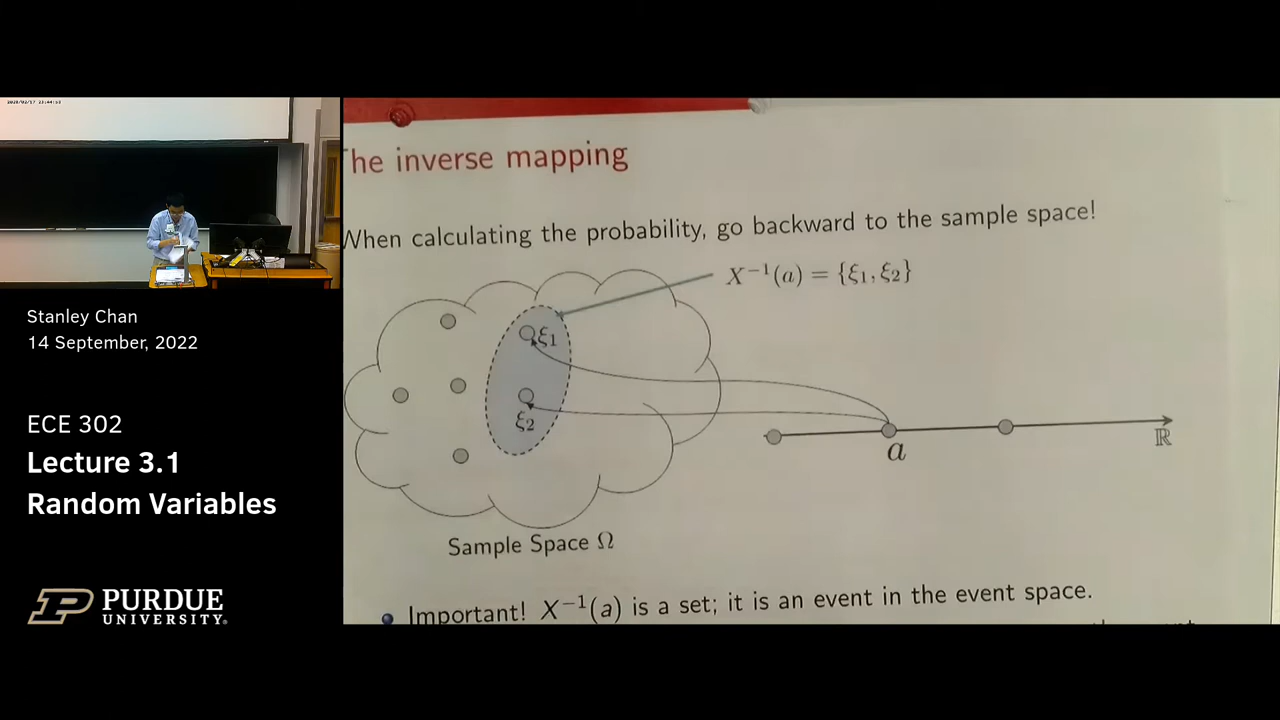 Stanley Chan
14 September, 2022
ECE 302
Lecture 3.1
Random Variables
PURDUE
UNIVERSITY.
he inverse mapping
When calculating the probability, go backward to the sample space!
X⁻¹(a) = {ξ₁, ξ₂}
ξ₁
ξ₂
a
ℝ
Sample Space Ω
Important! X⁻¹(a) is a set; it is an event in the event space.